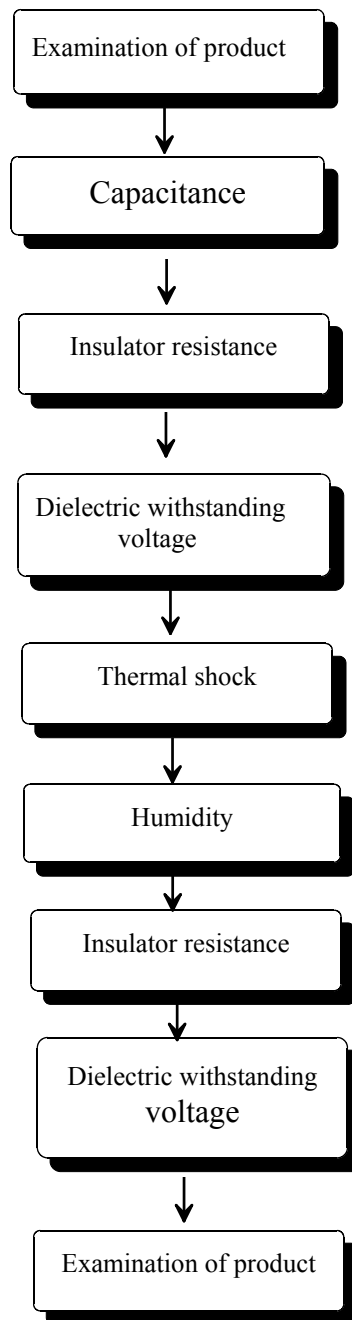 Examination of product
Capacitance
Insulator resistance
Dielectric withstanding
voltage
Thermal shock
Humidity
Insulator resistance
Dielectric withstanding
voltage
Examination of product